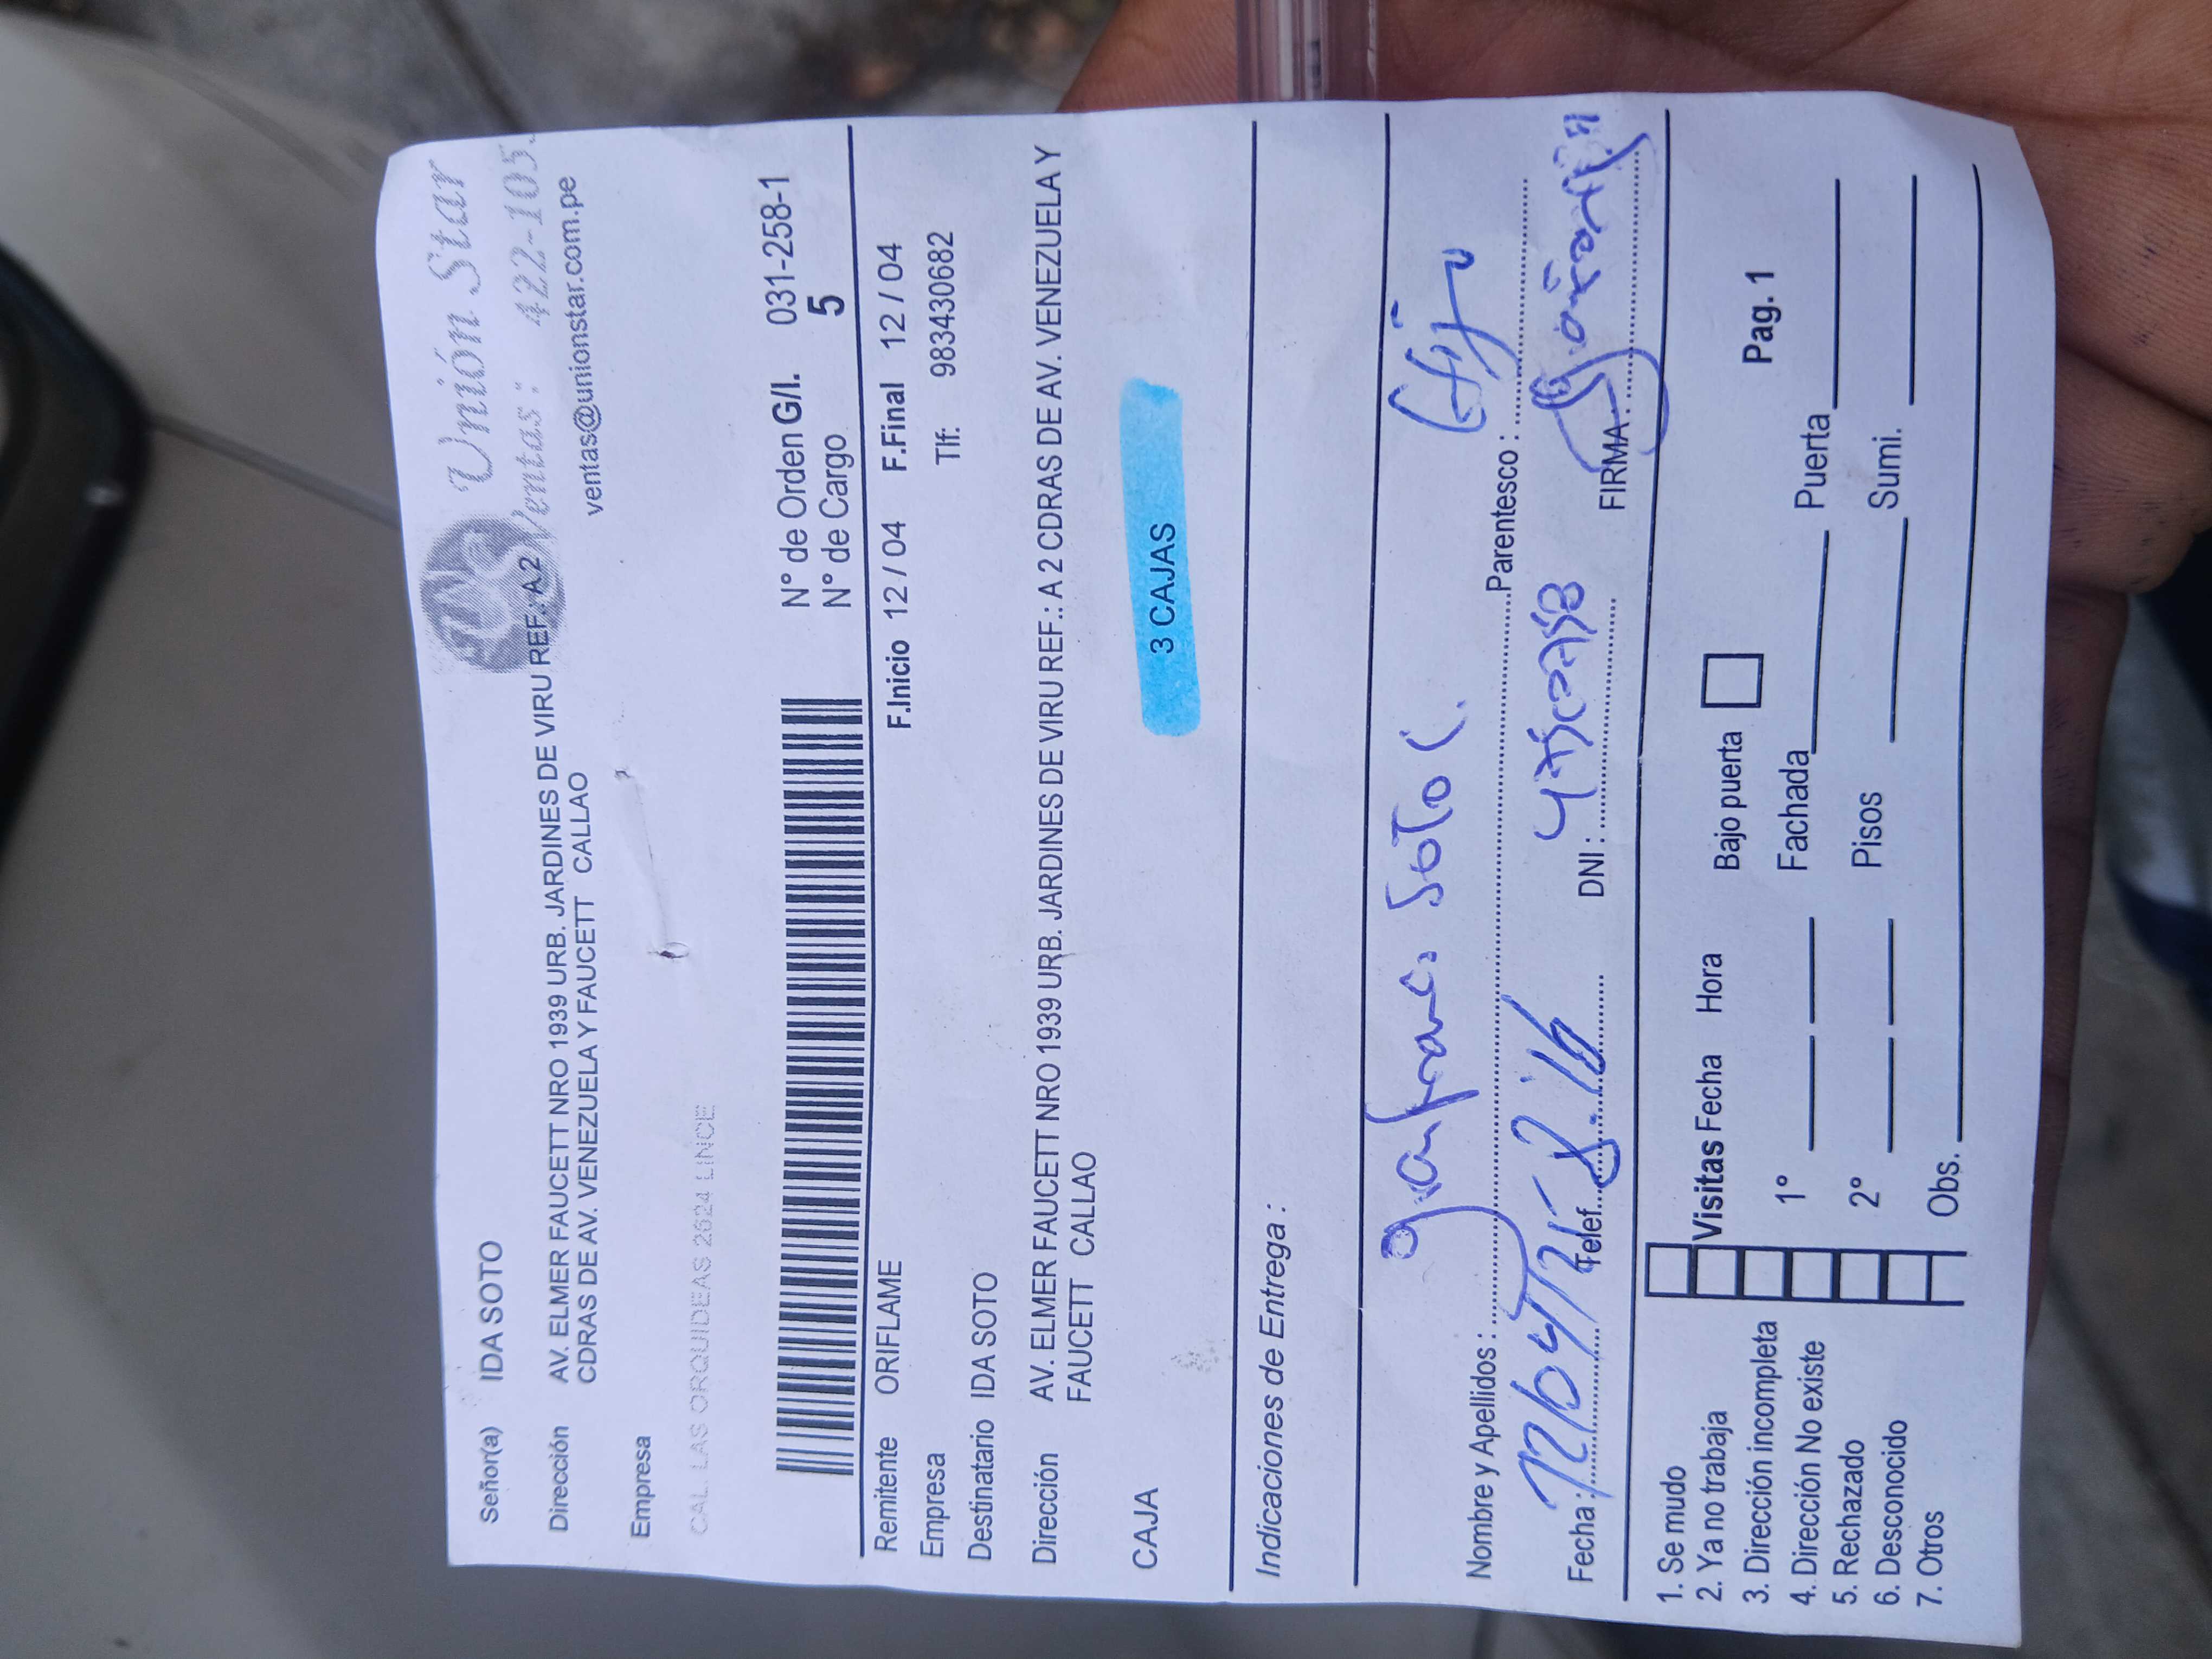 Unión Star
Ventas: 422-105
ventas@unionstar.com.pe
Señor(a) IDA SOTO
Dirección AV. ELMER FAUCETT NRO 1939 URB. JARDINES DE VIRU REF.: A 2
CDRAS DE AV. VENEZUELA Y FAUCETT CALLAO
Empresa
CAL. LAS ORQUIDEAS 2624 LINCE
N° de Orden G/I. 031-258-1
N° de Cargo 5
F.Inicio 12 / 04 F.Final 12 / 04
Remitente ORIFLAME
Empresa Tlf: 983430682
Destinatario IDA SOTO
Dirección AV. ELMER FAUCETT NRO 1939 URB. JARDINES DE VIRU REF.: A 2 CDRAS DE AV. VENEZUELA Y
FAUCETT CALLAO
CAJA 3 CAJAS
Indicaciones de Entrega :
Nombre y Apellidos : Gianfranco Soto C. Parentesco : Hijo
Fecha : 12/04/21 Telef. DNI : FIRMA :
1. Se mudo
2. Ya no trabaja
3. Dirección incompleta
4. Dirección No existe
5. Rechazado
6. Desconocido
7. Otros
Visitas Fecha Hora Bajo puerta Pag. 1
1° Fachada Puerta
2° Pisos Sumi.
Obs.